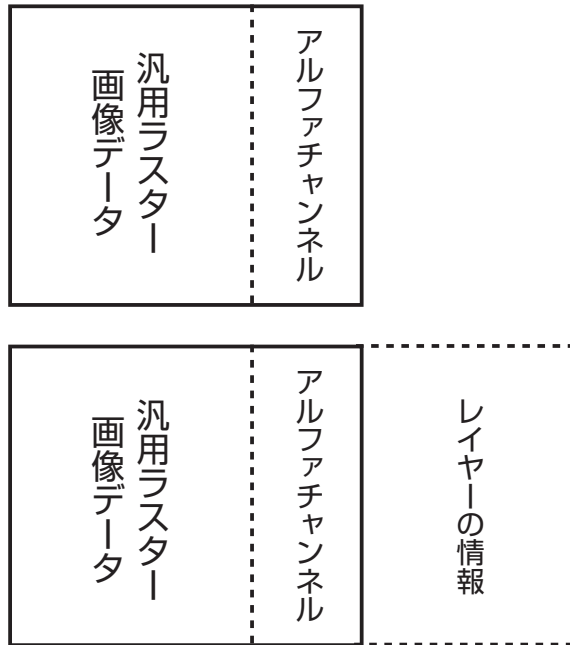 汎用ラスター
画像データ
アルファチャンネル
汎用ラスター
画像データ
アルファチャンネル
レイヤーの情報